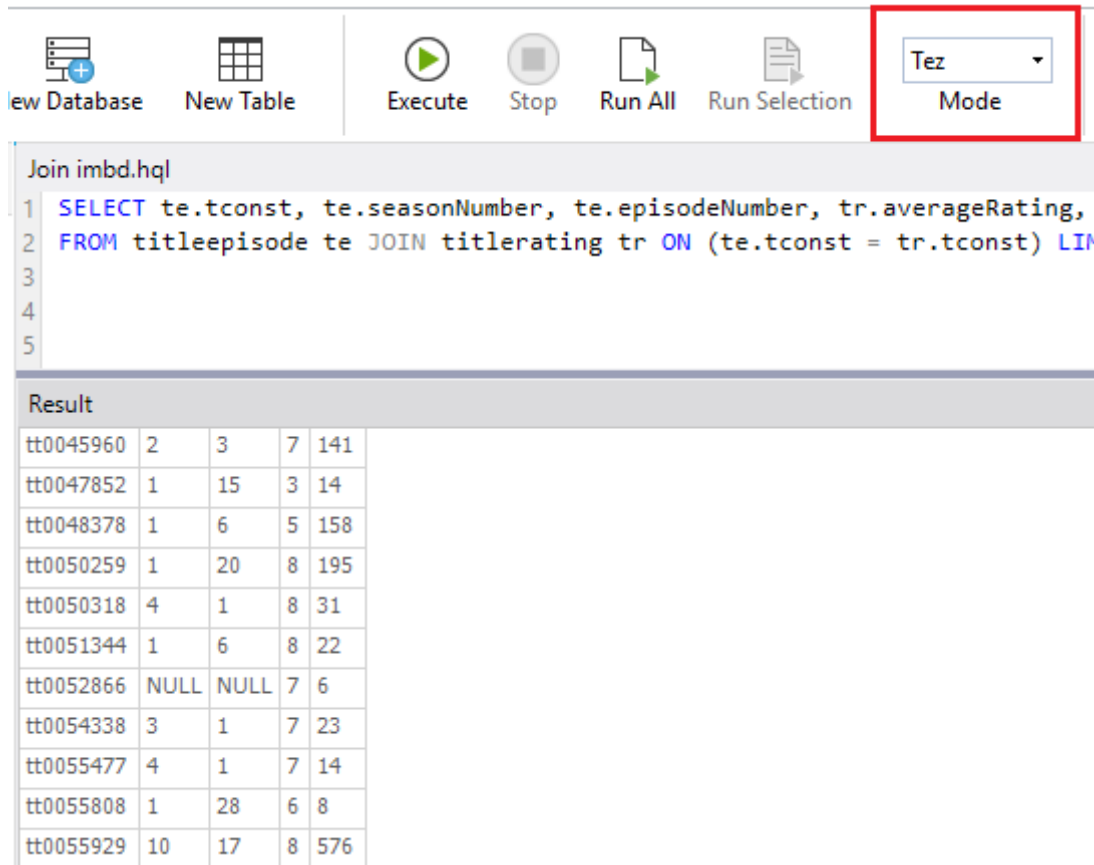 Tez
ew Database New Table Execute Stop Run All Run Selection Mode
Join imbd.hql
1 SELECT te.tconst, te.seasonNumber, te.episodeNumber, tr.averageRating,
2 FROM titleepisode te JOIN titlerating tr ON (te.tconst = tr.tconst) LIM
3
4
5
Result
tt0045960 2 3 7 141
tt0047852 1 15 3 14
tt0048378 1 6 5 158
tt0050259 1 20 8 195
tt0050318 4 1 8 31
tt0051344 1 6 8 22
tt0052866 NULL NULL 7 6
tt0054338 3 1 7 23
tt0055477 4 1 7 14
tt0055808 1 28 6 8
tt0055929 10 17 8 576